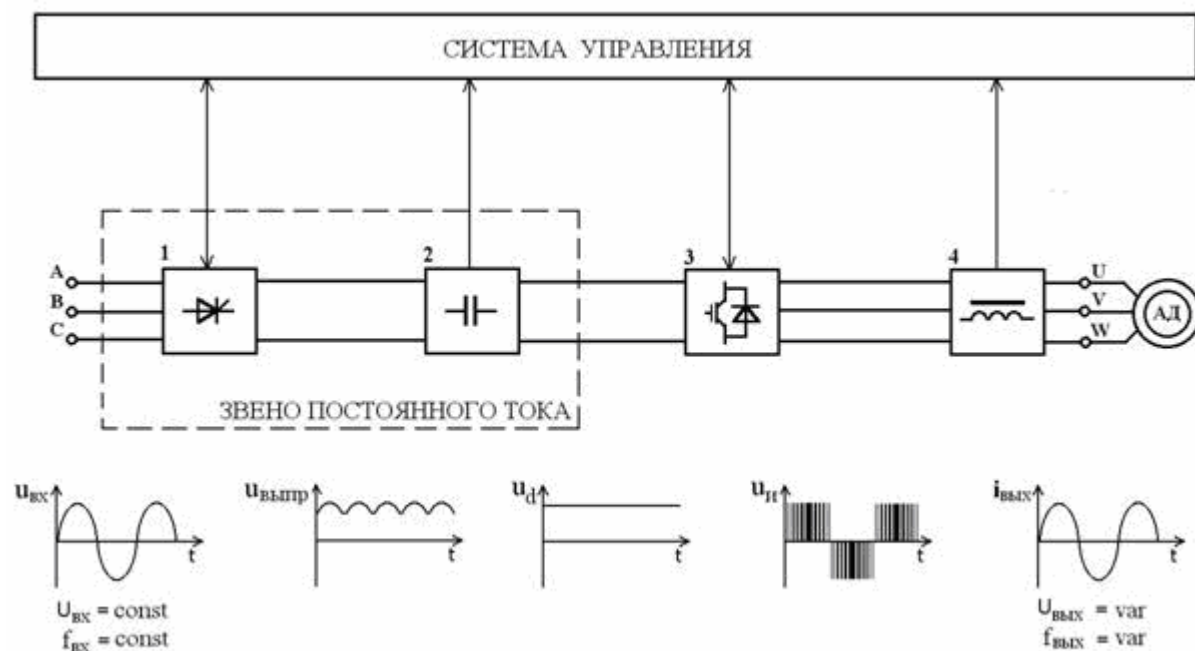 СИСТЕМА УПРАВЛЕНИЯ
1 2 3 4
A U
B V АД
C W
ЗВЕНО ПОСТОЯННОГО ТОКА
uвх uвыпр ud uи iвых
t t t t t
Uвх = const Uвых = var
fвх = const fвых = var